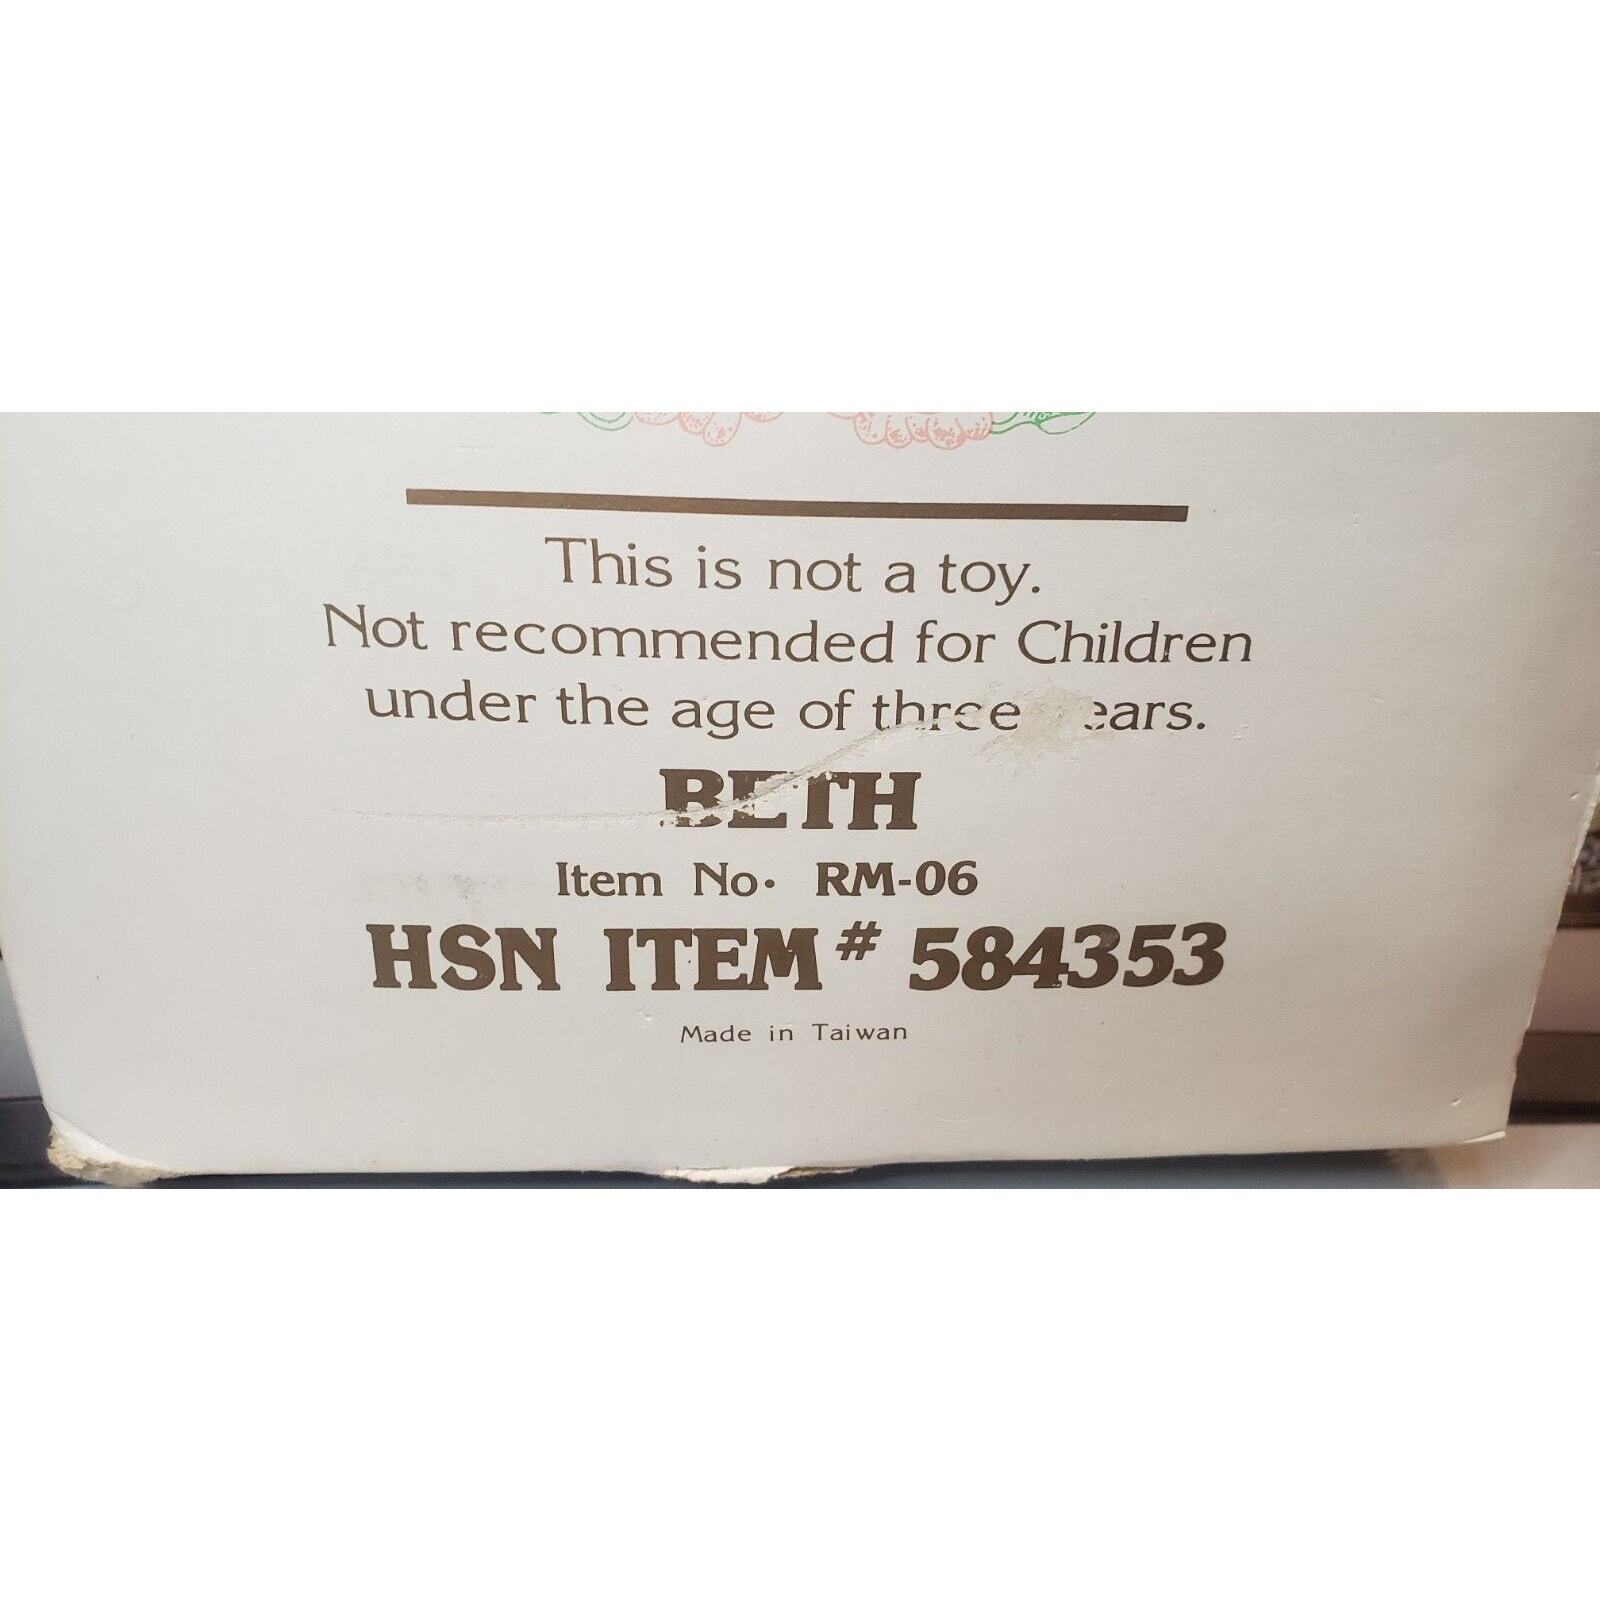 This is not a toy.
Not recommended for Children
under the age of three years.
BETH
Item No. RM-06
HSN ITEM # 584353
Made in Taiwan